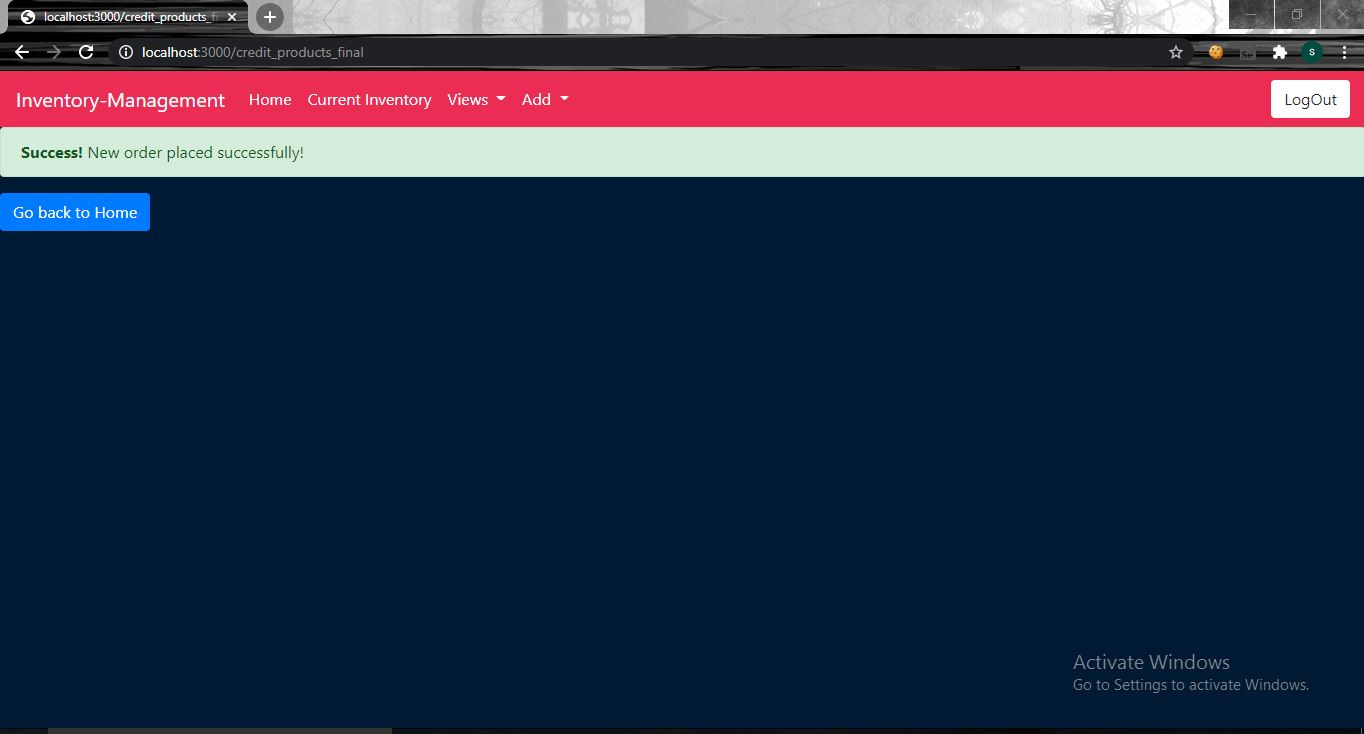 localhost:3000/credit_products_f
localhost:3000/credit_products_final
S
Inventory-Management Home Current Inventory Views Add LogOut
Success! New order placed successfully!
Go back to Home
Activate Windows
Go to Settings to activate Windows.